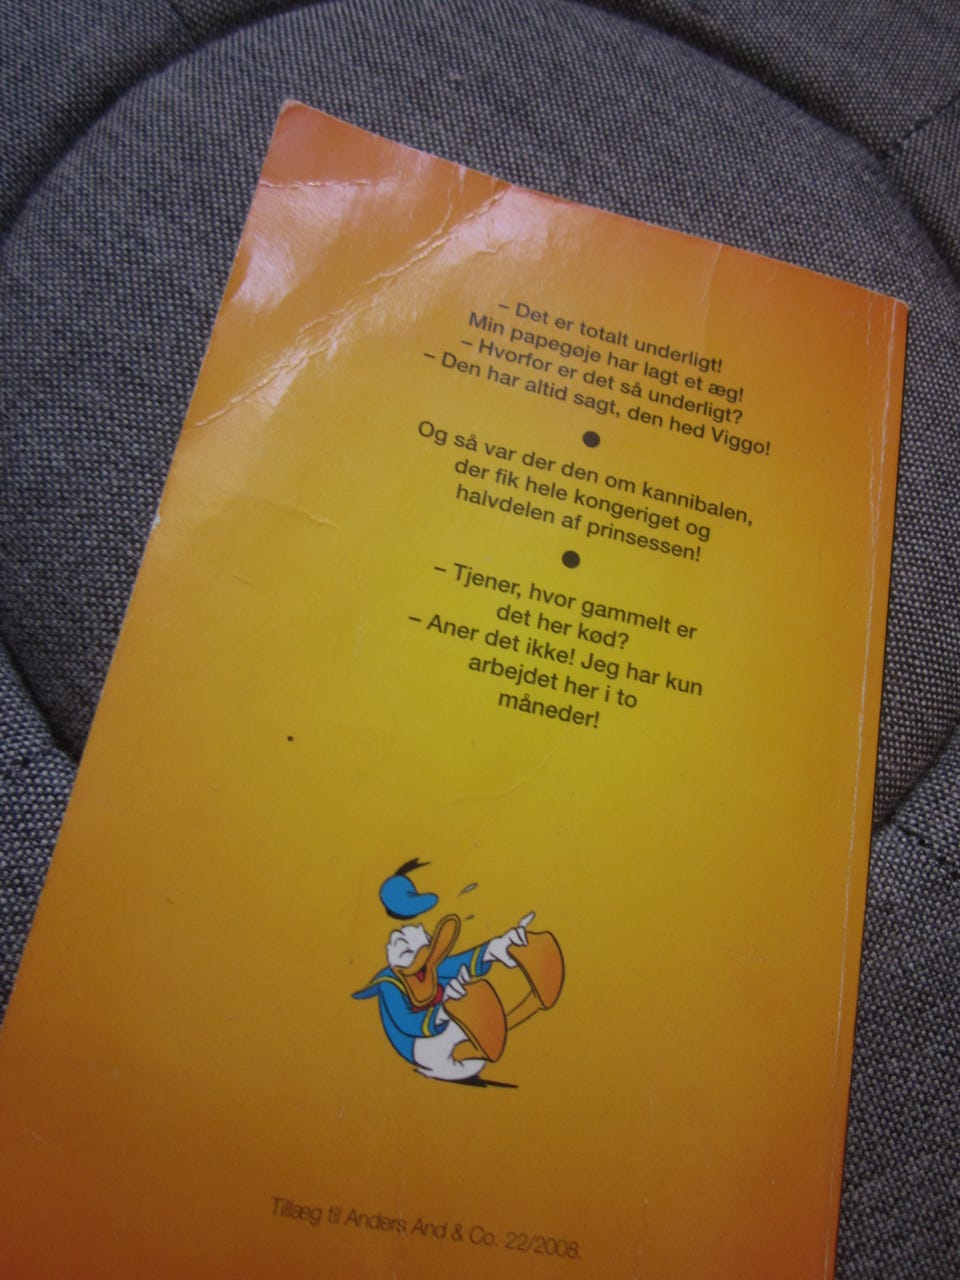 – Det er totalt underligt!
Min papegøje har lagt et æg!
– Hvorfor er det så underligt?
– Den har altid sagt, den hed Viggo!
Og så var der den om kannibalen,
der fik hele kongeriget og
halvdelen af prinsessen!
– Tjener, hvor gammelt er
det her kød?
– Aner det ikke! Jeg har kun
arbejdet her i to
måneder!
Tillæg til Anders And & Co. 22/2008.